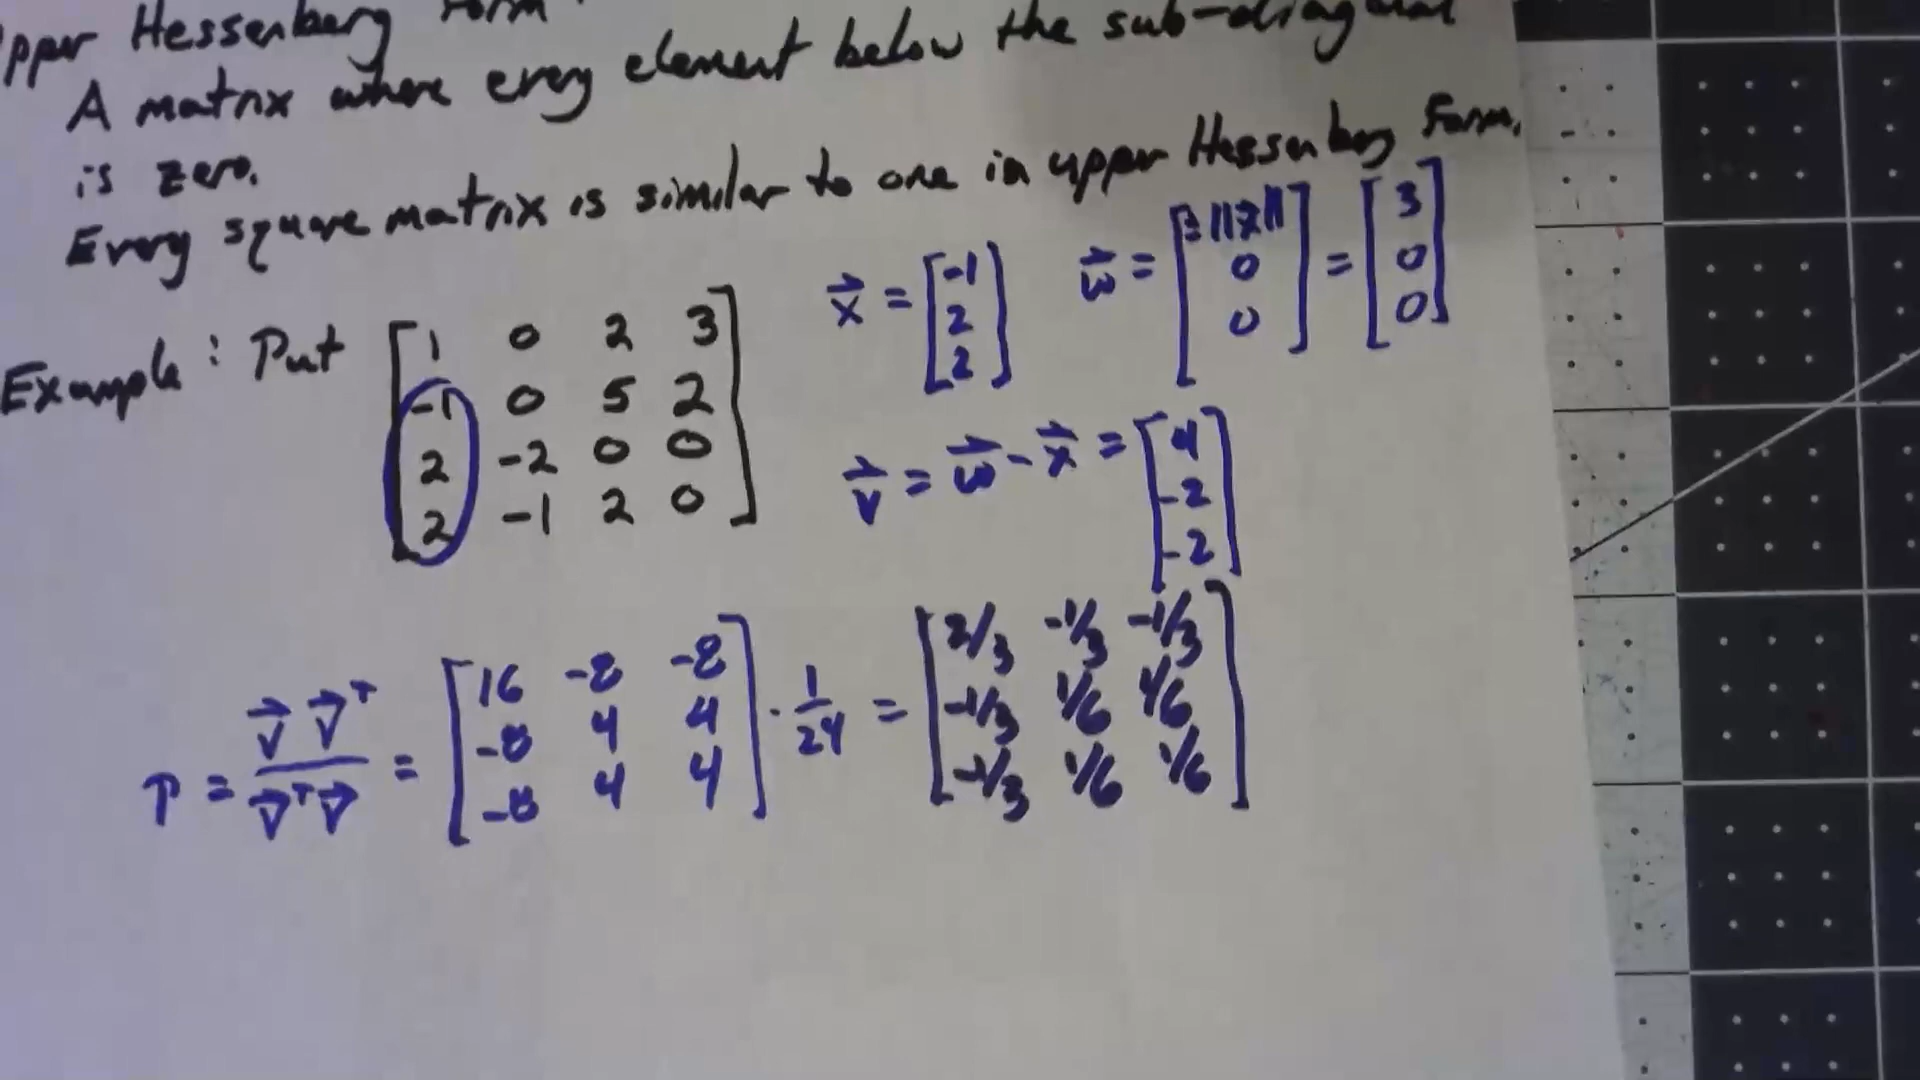 Upper Hessenberg Form
A matrix where every element below the sub-diagonal
is zero.
Every square matrix is similar to one in upper Hessenberg Form.
Example: Put [1 0 2 3
-1 0 5 2
2 -2 0 0
2 -1 2 0]
x⃗ = [-1
2
2]
w⃗ = [±||x⃗||
0
0] = [3
0
0]
v⃗ = w⃗ - x⃗ = [4
-2
-2]
P = v⃗ v⃗ᵀ / v⃗ᵀv⃗ = [16 -8 -8
-8 4 4
-8 4 4] · 1/24 = [2/3 -1/3 -1/3
-1/3 1/6 1/6
-1/3 1/6 1/6]